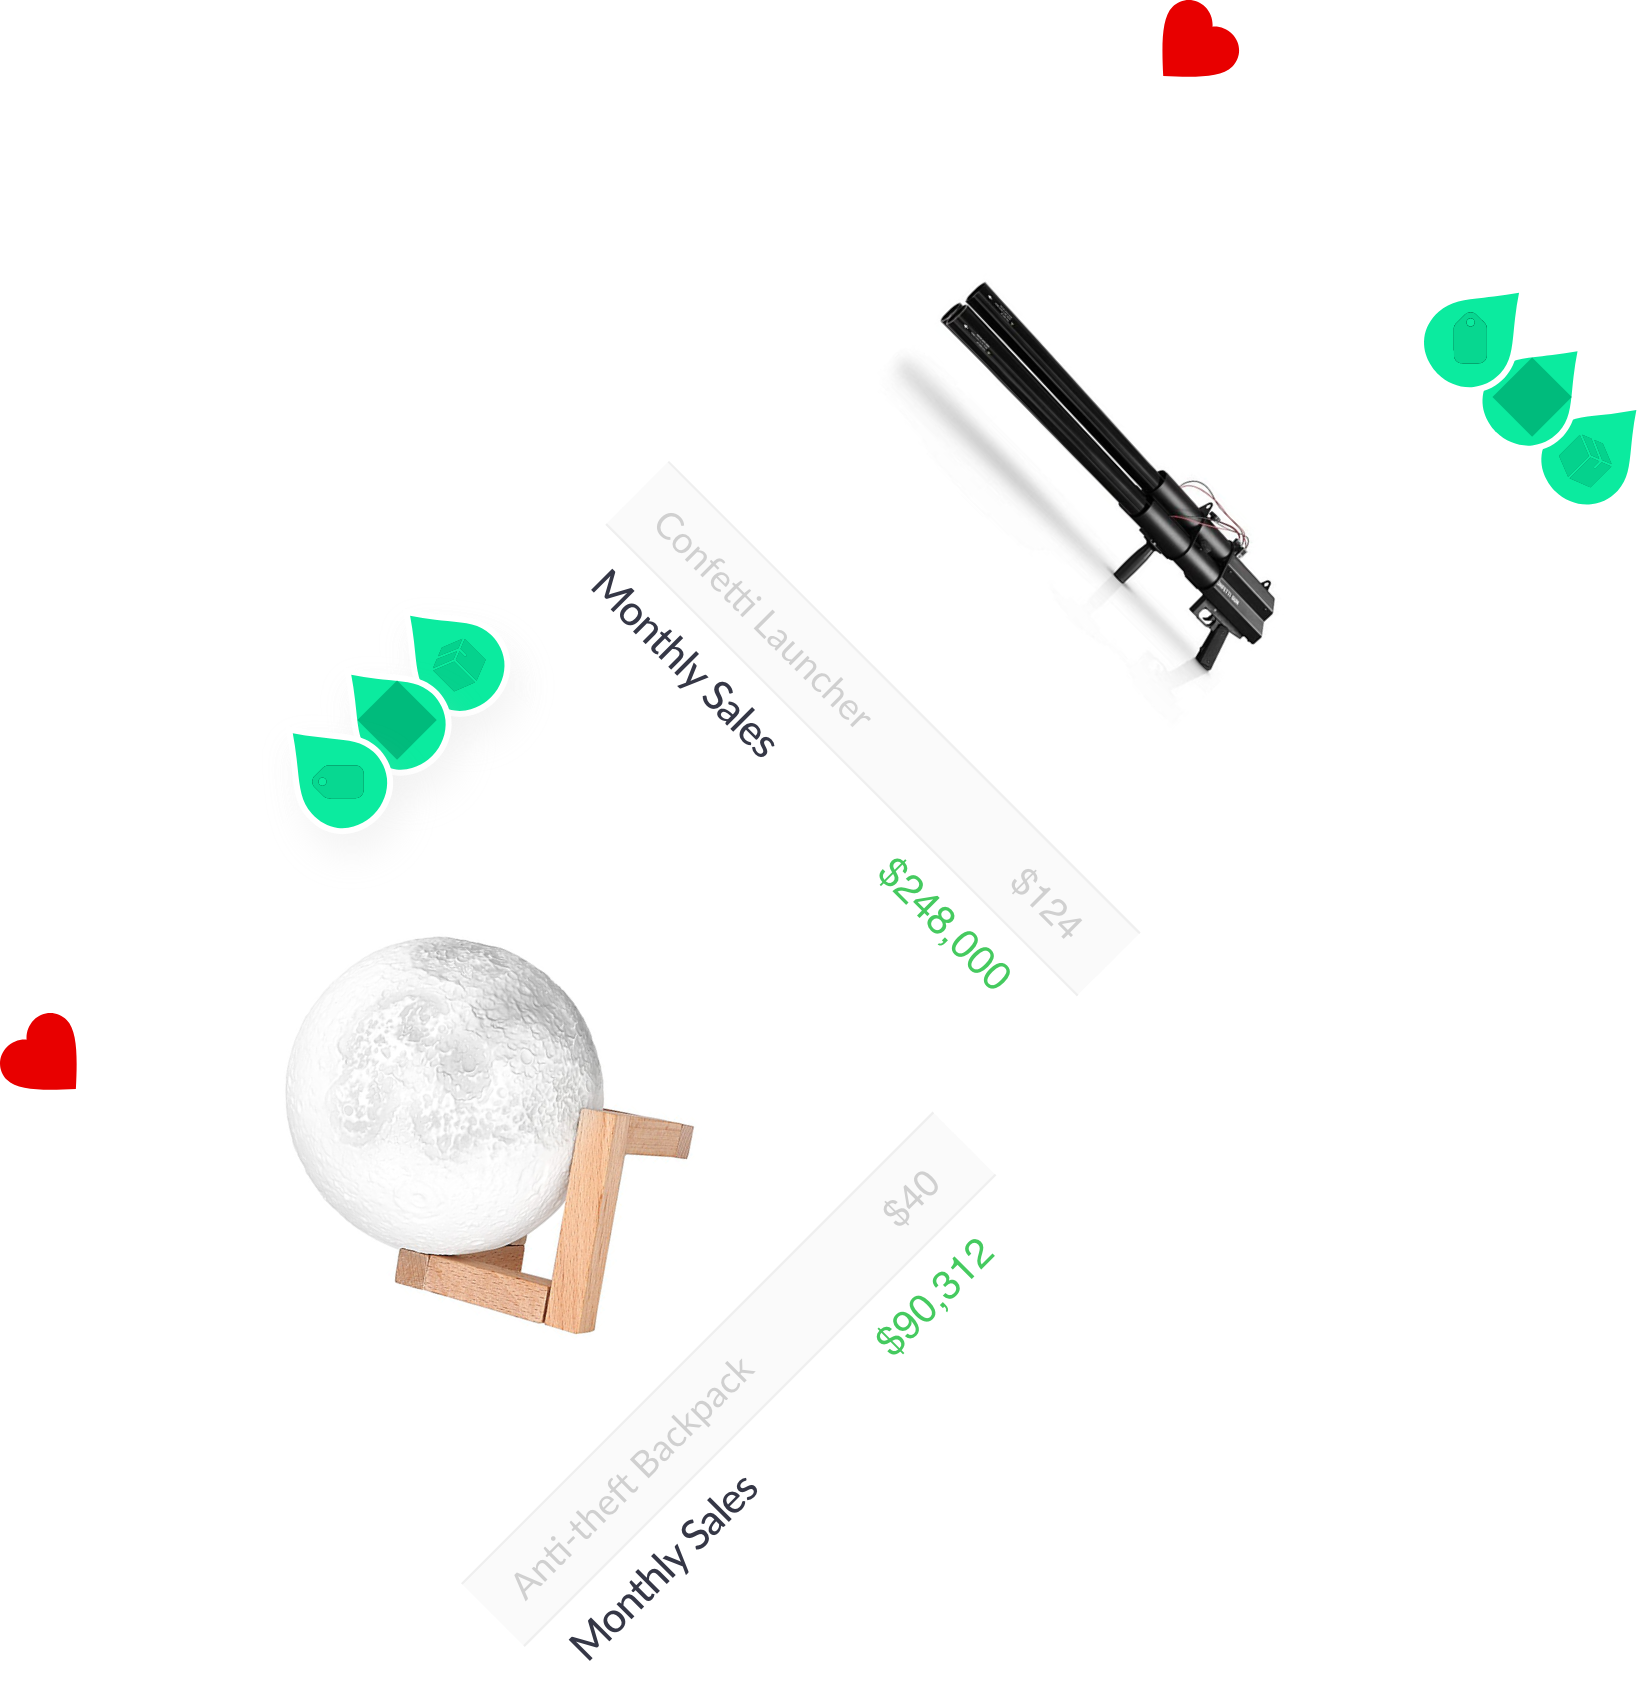 Confetti Launcher
$124
Monthly Sales
$248,000
Anti-theft Backpack
$40
Monthly Sales
$90,312